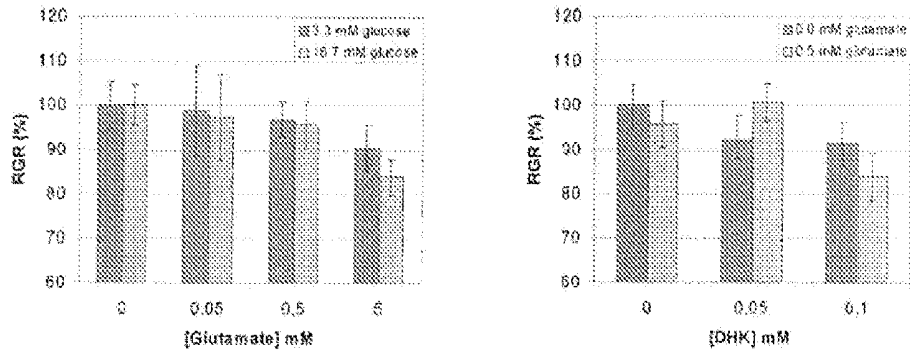 120
110
100
90
80
70
60
RGR (%)
3.3 mM glucose
16.7 mM glucose
0 0.05 0.5 5
[Glutamate] mM
120
110
100
90
80
70
60
RGR (%)
0.0 mM glutamate
0.5 mM glutamate
0 0.05 0.1
[DHK] mM